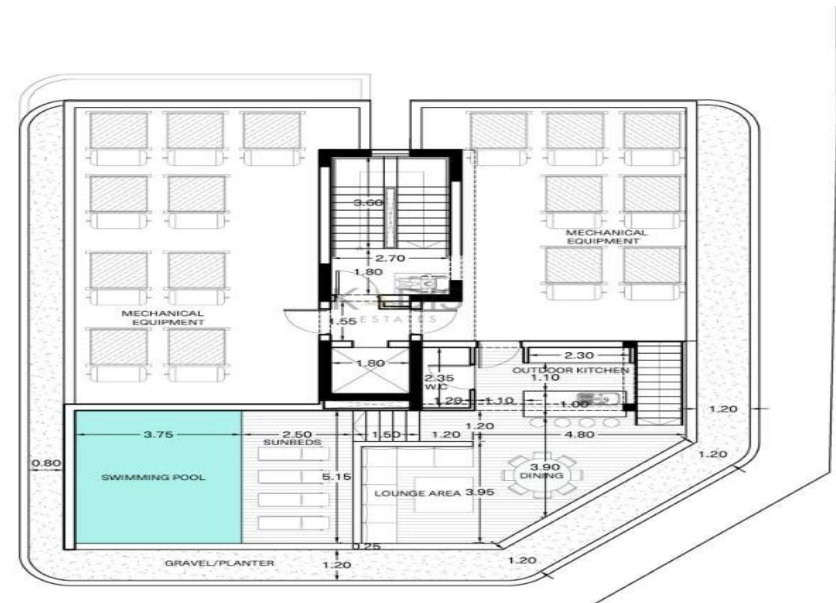 3.60
2.70
1.80
MECHANICAL
EQUIPMENT
MECHANICAL
EQUIPMENT
ESTATES
1.55
1.80
2.35
W.C
2.30
OUTDOOR KITCHEN
1.10
1.20
1.10
1.00
1.20
3.75
2.50
SUNBEDS
1.50
1.20
1.20
4.80
1.20
0.80
SWIMMING POOL
5.15
LOUNGE AREA
3.95
3.90
DINING
0.25
GRAVEL/PLANTER
1.20
1.20